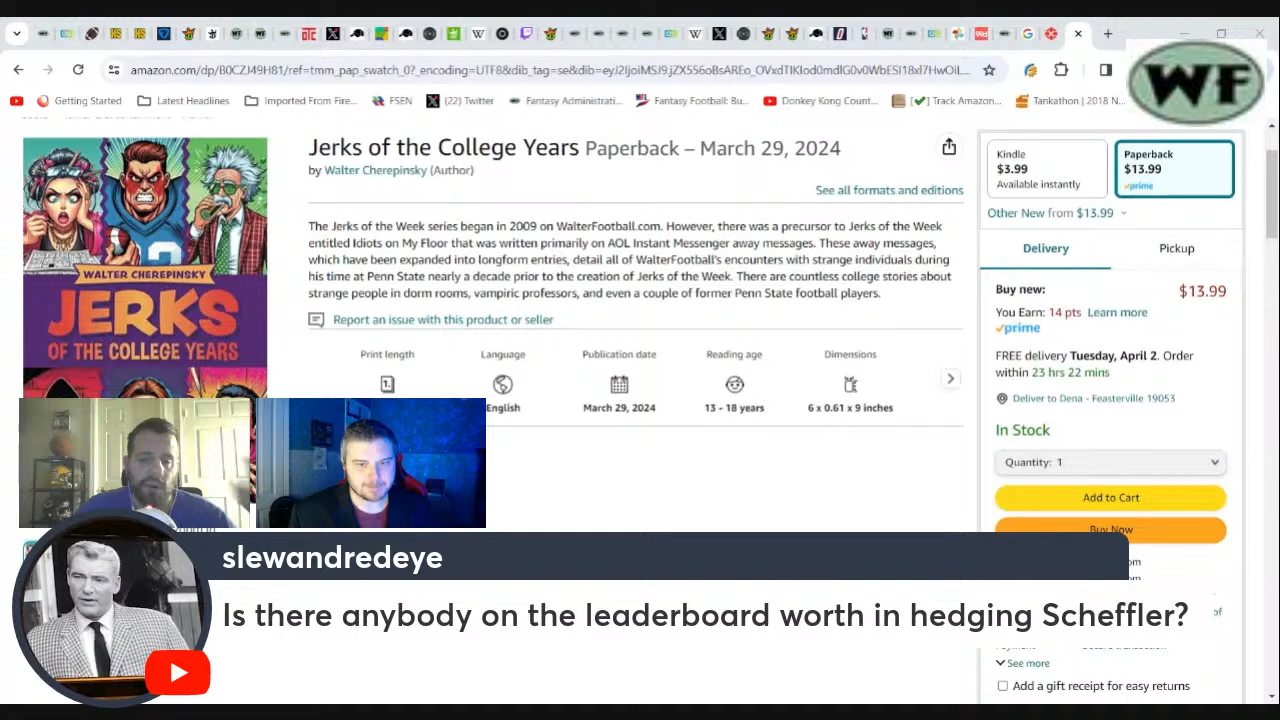 amazon.com/dp/B0CZJ49H81/ref=tmm_pap_swatch_0?_encoding=UTF8&dib_tag=se&dib=
WF
Getting Started
Latest Headlines
Imported From Fire...
FSEN
(22) Twitter
Fantasy Administrati...
Fantasy Football: Bu...
Donkey Kong Count...
[✔] Track Amazon...
Tankathon | 2018 N...
Jerks of the College Years Paperback – March 29, 2024
by Walter Cherepinsky (Author)
See all formats and editions
The Jerks of the Week series began in 2009 on WalterFootball.com. However, there was a precursor to Jerks of the Week
entitled Idiots on My Floor that was written primarily on AOL Instant Messenger away messages. These away messages,
which have been expanded into longform entries, detail all of WalterFootball's encounters with strange individuals during
his time at Penn State nearly a decade prior to the creation of Jerks of the Week. There are countless college stories about
strange people in dorm rooms, vampiric professors, and even a couple of former Penn State football players.
Report an issue with this product or seller
Print length
Language
Publication date
Reading age
Dimensions
English
March 29, 2024
13 - 18 years
6 x 0.61 x 9 inches
WALTER CHEREPINSKY
JERKS
OF THE COLLEGE YEARS
Kindle
$3.99
Available instantly
Paperback
$13.99
prime
Other New from $13.99
Delivery
Pickup
Buy new:
$13.99
You Earn: 14 pts Learn more
prime
FREE delivery Tuesday, April 2. Order
within 23 hrs 22 mins
Deliver to Dena - Feasterville 19053
In Stock
Quantity: 1
Add to Cart
Buy Now
slewandredeye
Is there anybody on the leaderboard worth in hedging Scheffler?
See more
Add a gift receipt for easy returns